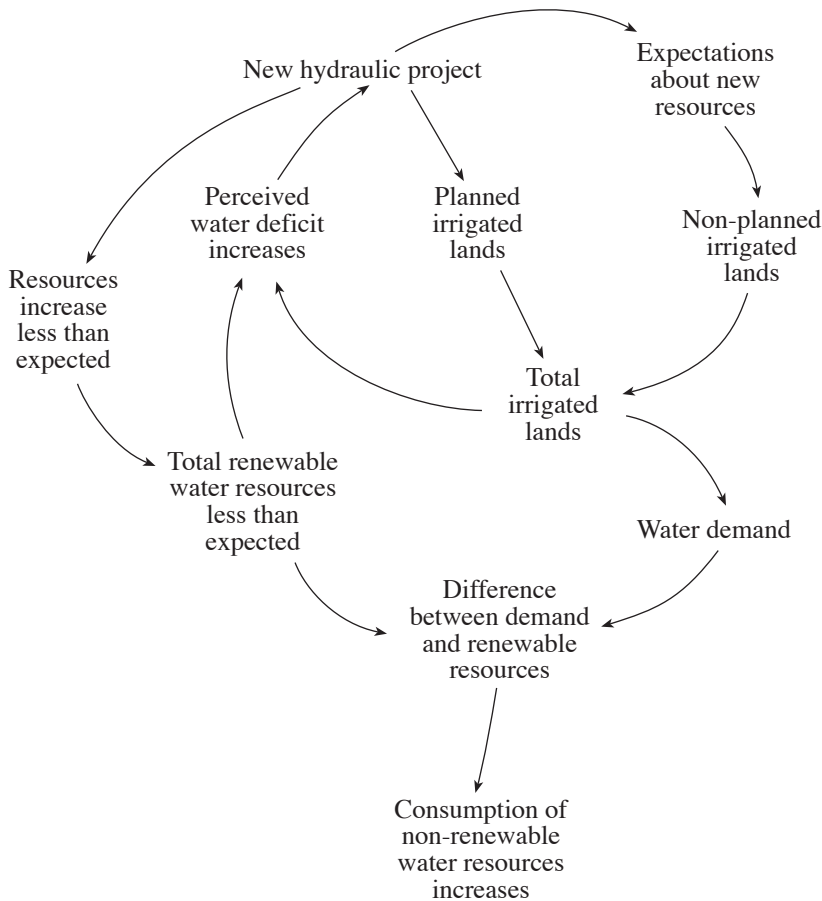 New hydraulic project
Expectations
about new
resources
Perceived
water deficit
increases
Planned
irrigated
lands
Non-planned
irrigated
lands
Resources
increase
less than
expected
Total
irrigated
lands
Total renewable
water resources
less than
expected
Water demand
Difference
between demand
and renewable
resources
Consumption of
non-renewable
water resources
increases